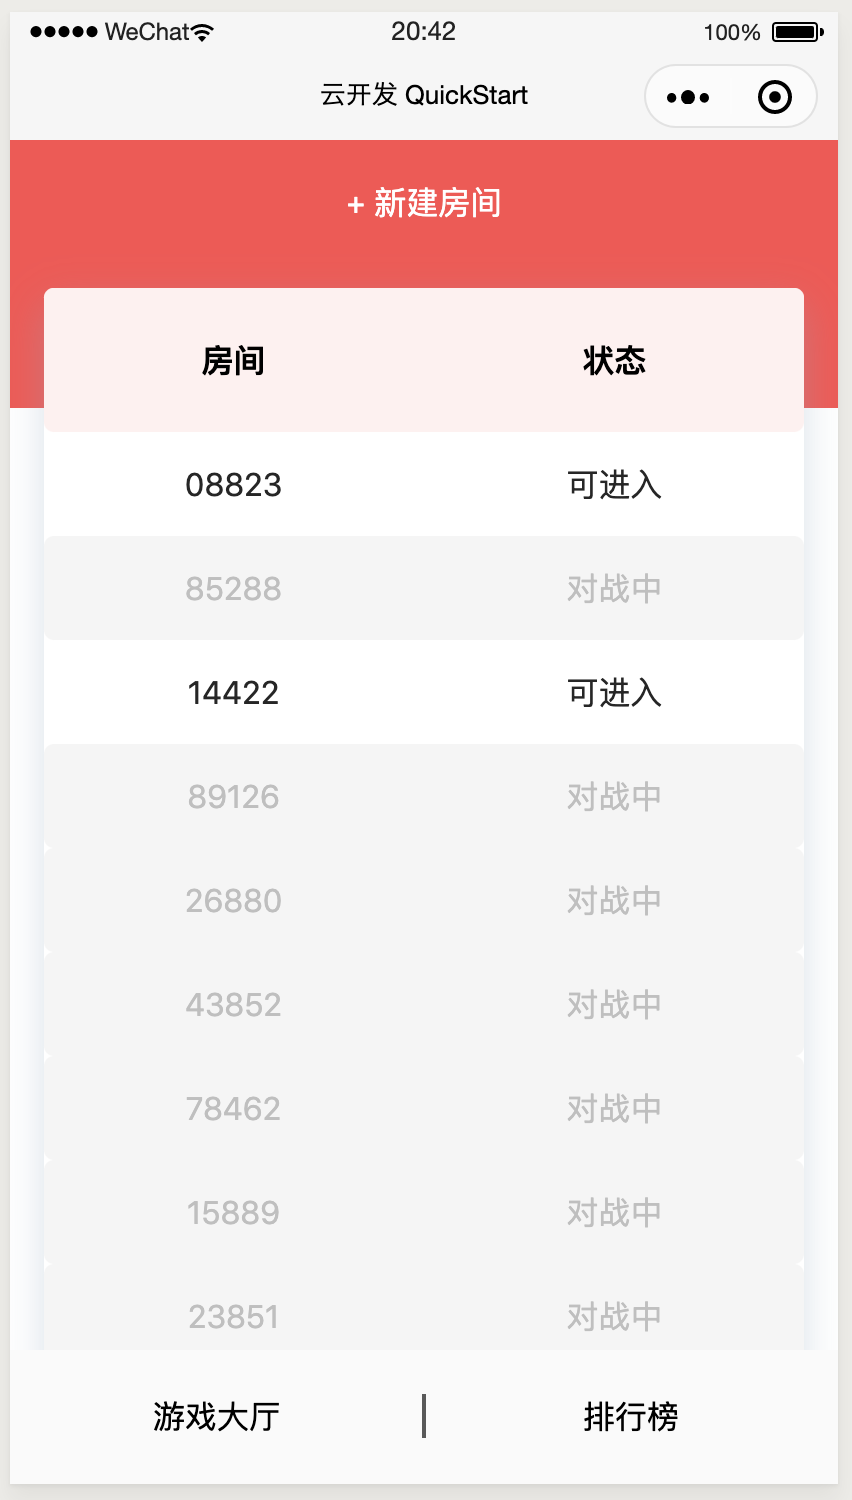 WeChat 20:42 100%
云开发 QuickStart
+ 新建房间
房间 状态
08823 可进入
85288 对战中
14422 可进入
89126 对战中
26880 对战中
43852 对战中
78462 对战中
15889 对战中
23851 对战中
游戏大厅 排行榜